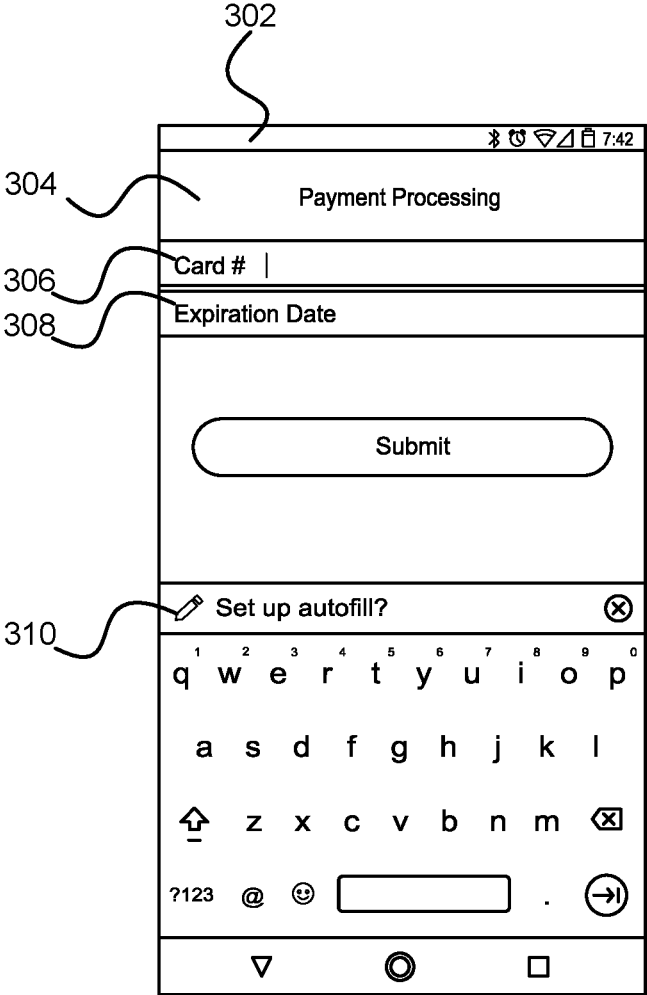 302
7:42
304
Payment Processing
306
Card #
308
Expiration Date
Submit
310
Set up autofill?
1 2 3 4 5 6 7 8 9 0
q w e r t y u i o p
a s d f g h j k l
z x c v b n m
?123 @ .